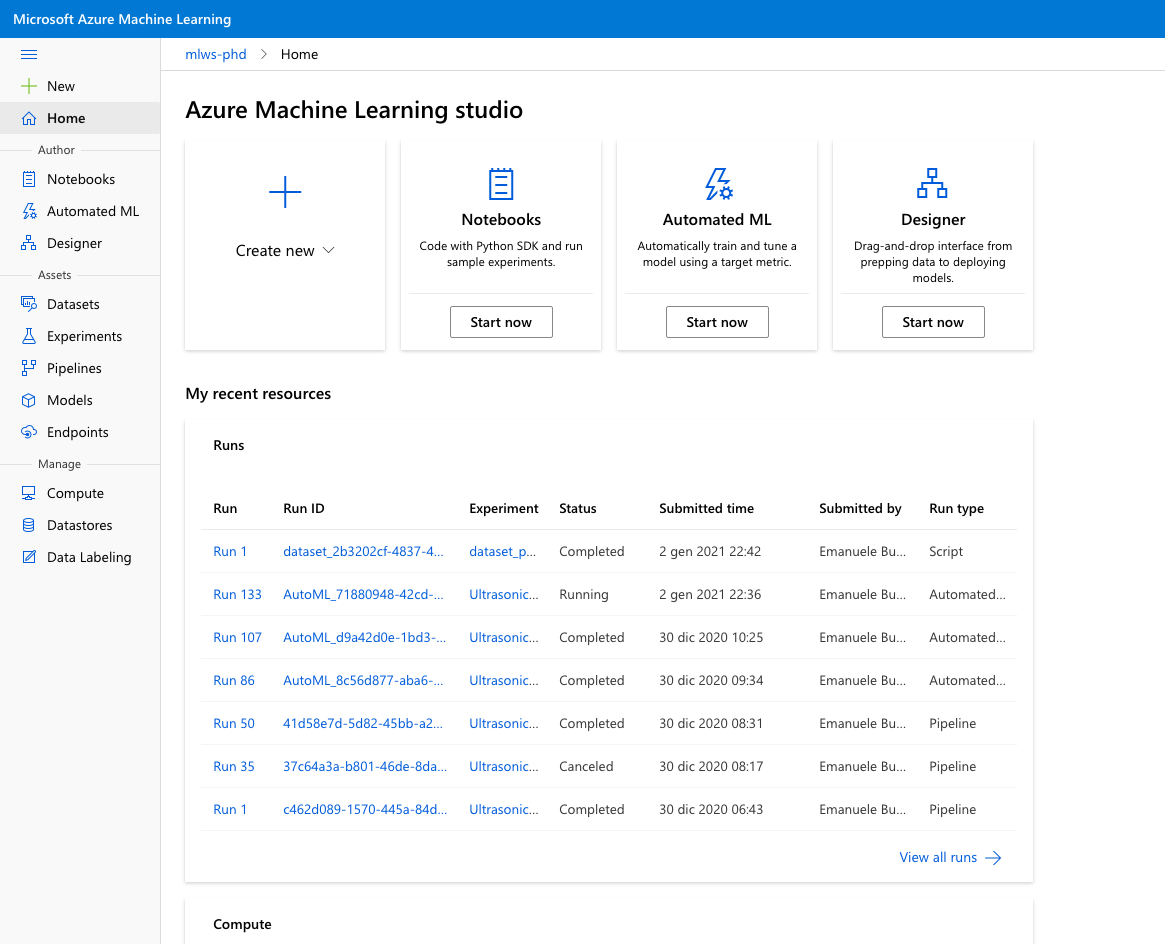 Microsoft Azure Machine Learning
mlws-phd > Home
New
Home
Author
Notebooks
Automated ML
Designer
Assets
Datasets
Experiments
Pipelines
Models
Endpoints
Manage
Compute
Datastores
Data Labeling
Azure Machine Learning studio
Create new
Notebooks
Code with Python SDK and run
sample experiments.
Start now
Automated ML
Automatically train and tune a
model using a target metric.
Start now
Designer
Drag-and-drop interface from
prepping data to deploying
models.
Start now
My recent resources
Runs
Run Run ID Experiment Status Submitted time Submitted by Run type
Run 1 dataset_2b3202cf-4837-4... dataset_p... Completed 2 gen 2021 22:42 Emanuele Bu... Script
Run 133 AutoML_71880948-42cd-... Ultrasonic... Running 2 gen 2021 22:36 Emanuele Bu... Automated...
Run 107 AutoML_d9a42d0e-1bd3-... Ultrasonic... Completed 30 dic 2020 10:25 Emanuele Bu... Automated...
Run 86 AutoML_8c56d877-aba6-... Ultrasonic... Completed 30 dic 2020 09:34 Emanuele Bu... Automated...
Run 50 41d58e7d-5d82-45bb-a2... Ultrasonic... Completed 30 dic 2020 08:31 Emanuele Bu... Pipeline
Run 35 37c64a3a-b801-46de-8da... Ultrasonic... Canceled 30 dic 2020 08:17 Emanuele Bu... Pipeline
Run 1 c462d089-1570-445a-84d... Ultrasonic... Completed 30 dic 2020 06:43 Emanuele Bu... Pipeline
View all runs
Compute